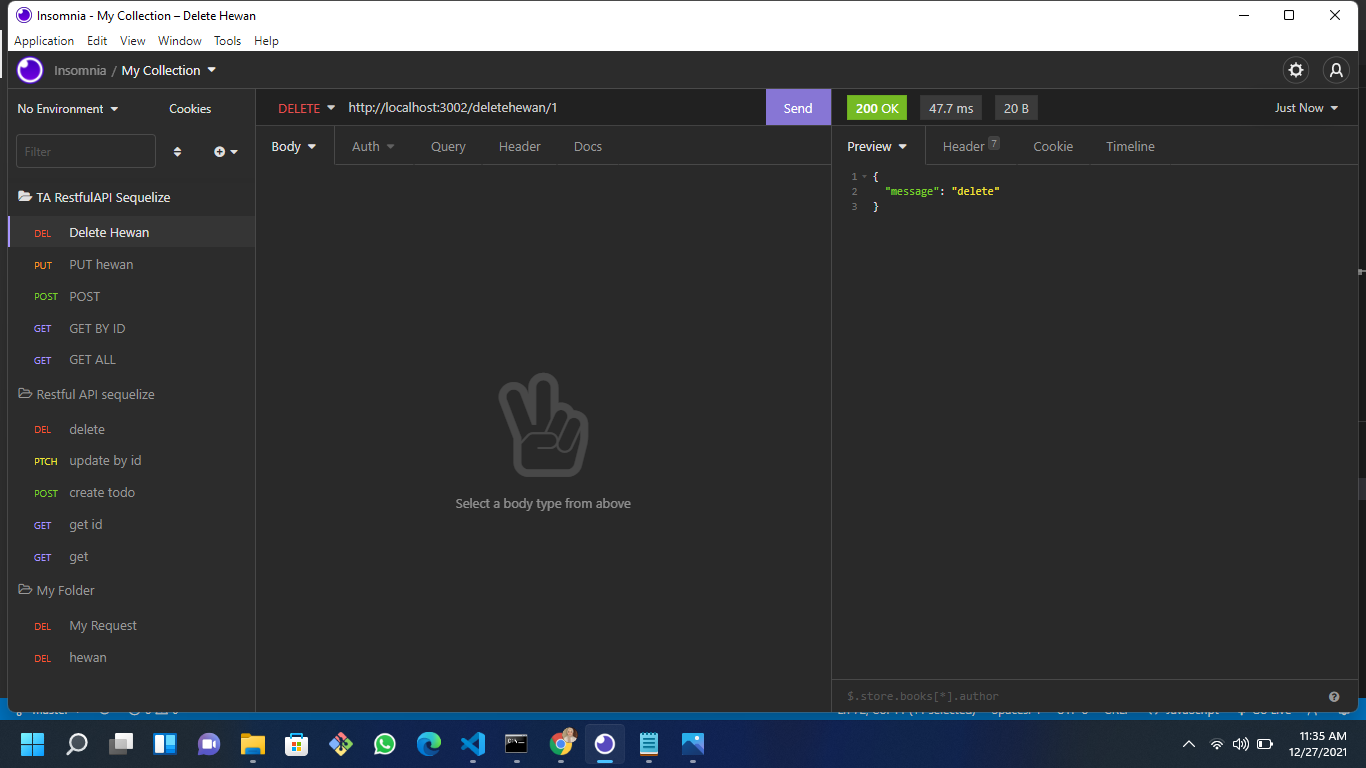 Insomnia - My Collection – Delete Hewan
Application Edit View Window Tools Help
Insomnia / My Collection
No Environment Cookies
DELETE http://localhost:3002/deletehewan/1 Send
200 OK 47.7 ms 20 B Just Now
Filter
Body Auth Query Header Docs
Preview Header 7 Cookie Timeline
1 {
2 "message": "delete"
3 }
TA RestfulAPI Sequelize
DEL Delete Hewan
PUT PUT hewan
POST POST
GET GET BY ID
GET GET ALL
Restful API sequelize
DEL delete
PTCH update by id
POST create todo
GET get id
GET get
My Folder
DEL My Request
DEL hewan
Select a body type from above
$.store.books[*].author
11:35 AM
12/27/2021